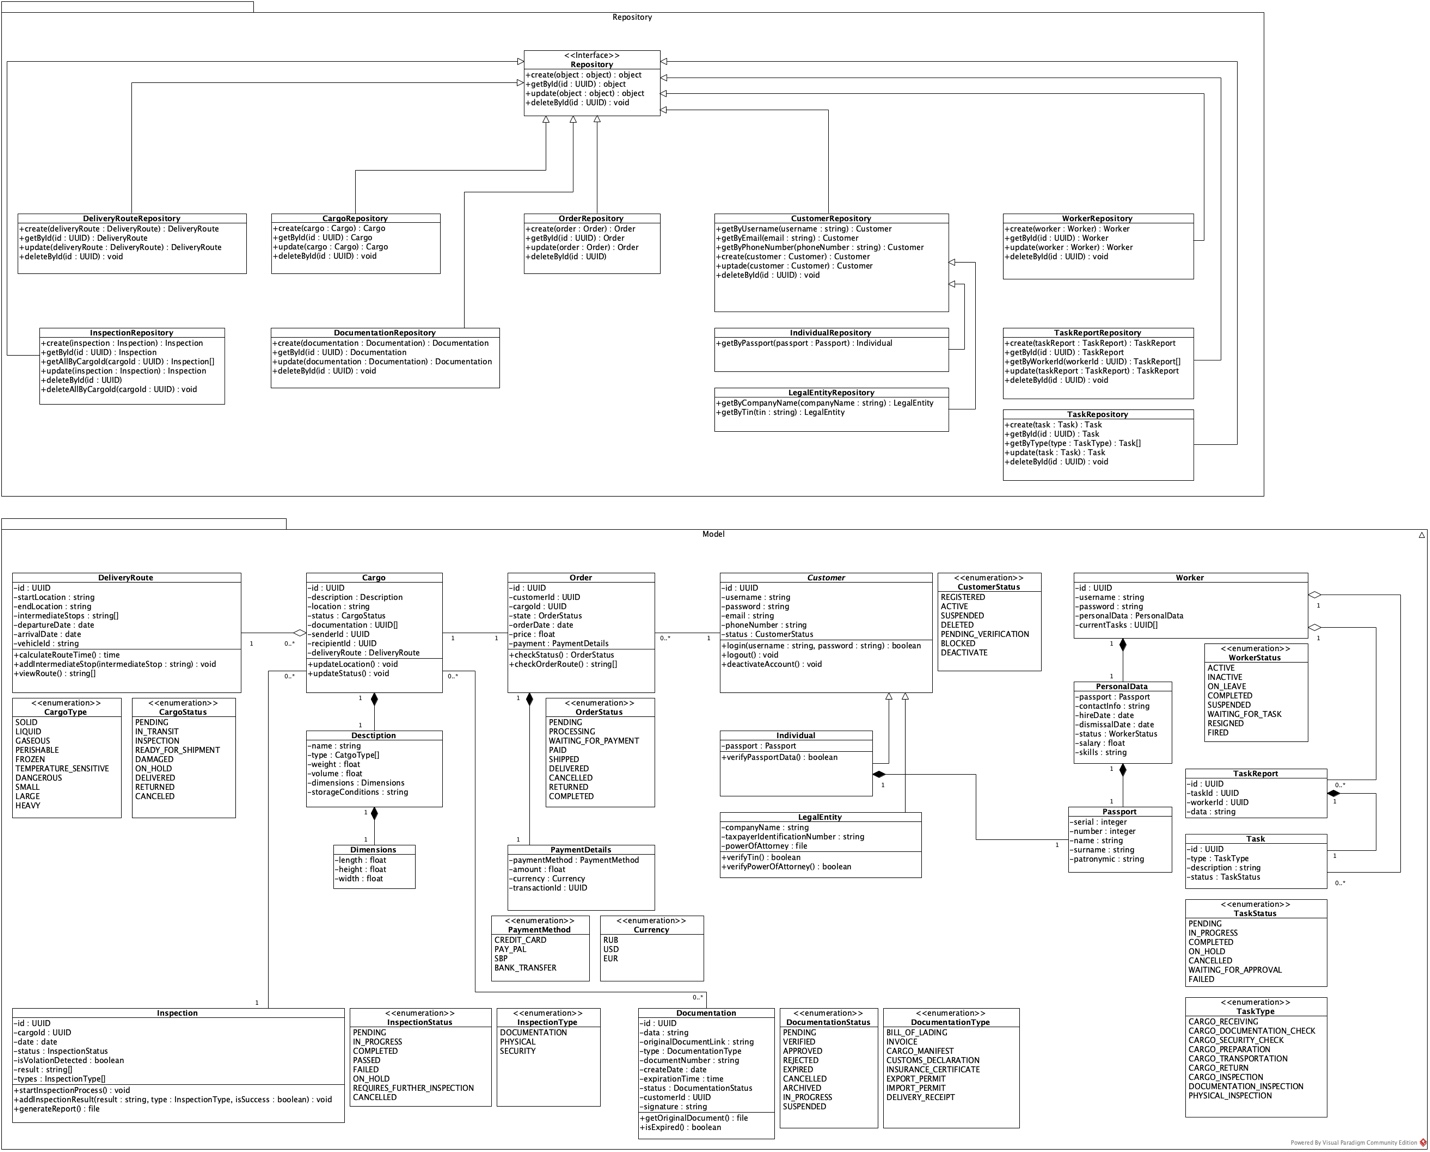 Repository
<<Interface>>
Repository
+create(object : object) : object
+getById(id : UUID) : object
+update(object : object) : object
+deleteById(id : UUID) : void
DeliveryRouteRepository
+create(deliveryRoute : DeliveryRoute) : DeliveryRoute
+getById(id : UUID) : DeliveryRoute
+update(deliveryRoute : DeliveryRoute) : DeliveryRoute
+deleteById(id : UUID) : void
CargoRepository
+create(cargo : Cargo) : Cargo
+getById(id : UUID) : Cargo
+update(cargo : Cargo) : Cargo
+deleteById(id : UUID) : void
OrderRepository
+create(order : Order) : Order
+getById(id : UUID) : Order
+update(order : Order) : Order
+deleteById(id : UUID)
CustomerRepository
+getByUsername(username : string) : Customer
+getByEmail(email : string) : Customer
+getByPhoneNumber(phoneNumber : string) : Customer
+create(customer : Customer) : Customer
+uptade(customer : Customer) : Customer
+deleteById(id : UUID) : void
WorkerRepository
+create(worker : Worker) : Worker
+getById(id : UUID) : Worker
+update(worker : Worker) : Worker
+deleteById(id : UUID) : void
InspectionRepository
+create(inspection : Inspection) : Inspection
+getById(id : UUID) : Inspection
+getAllByCargoId(cargoId : UUID) : Inspection[]
+update(inspection : Inspection) : Inspection
+deleteById(id : UUID)
+deleteAllByCargoId(cargoId : UUID) : void
DocumentationRepository
+create(documentation : Documentation) : Documentation
+getById(id : UUID) : Documentation
+update(documentation : Documentation) : Documentation
+deleteById(id : UUID) : void
IndividualRepository
+getByPassport(passport : Passport) : Individual
LegalEntityRepository
+getByCompanyName(companyName : string) : LegalEntity
+getByTin(tin : string) : LegalEntity
TaskReportRepository
+create(taskReport : TaskReport) : TaskReport
+getById(id : UUID) : TaskReport
+getByWorkerId(workerId : UUID) : TaskReport[]
+update(taskReport : TaskReport) : TaskReport
+deleteById(id : UUID) : void
TaskRepository
+create(task : Task) : Task
+getById(id : UUID) : Task
+getByType(type : TaskType) : Task[]
+update(task : Task) : Task
+deleteById(id : UUID) : void
Model
DeliveryRoute
-id : UUID
-startLocation : string
-endLocation : string
-intermediateStops : string[]
-departureDate : date
-arrivalDate : date
-vehicleId : string
+calculateRouteTime() : time
+addIntermediateStop(intermediateStop : string) : void
+viewRoute() : string[]
1
0..*
Cargo
-id : UUID
-description : Description
-location : string
-status : CargoStatus
-documentation : UUID[]
-senderId : UUID
-recipientId : UUID
-deliveryRoute : DeliveryRoute
+updateLocation() : void
+updateStatus() : void
0..*
0..*
1
1
Order
-id : UUID
-customerId : UUID
-cargoId : UUID
-state : OrderStatus
-orderDate : date
-price : float
-payment : PaymentDetails
+checkStatus() : OrderStatus
+checkOrderRoute() : string[]
0..*
1
Customer
-id : UUID
-username : string
-password : string
-email : string
-phoneNumber : string
-status : CustomerStatus
+login(username : string, password : string) : boolean
+logout() : void
+deactivateAccount() : void
<<enumeration>>
CustomerStatus
REGISTERED
ACTIVE
SUSPENDED
DELETED
PENDING_VERIFICATION
BLOCKED
DEACTIVATE
Worker
-id : UUID
-username : string
-password : string
-personalData : PersonalData
-currentTasks : UUID[]
1
1
<<enumeration>>
WorkerStatus
ACTIVE
INACTIVE
ON_LEAVE
COMPLETED
SUSPENDED
WAITING_FOR_TASK
RESIGNED
FIRED
<<enumeration>>
CargoType
SOLID
LIQUID
GASEOUS
PERISHABLE
FROZEN
TEMPERATURE_SENSITIVE
DANGEROUS
SMALL
LARGE
HEAVY
<<enumeration>>
CargoStatus
PENDING
IN_TRANSIT
INSPECTION
READY_FOR_SHIPMENT
DAMAGED
ON_HOLD
DELIVERED
RETURNED
CANCELED
1
1
Desctiption
-name : string
-type : CatgoType[]
-weight : float
-volume : float
-dimensions : Dimensions
-storageConditions : string
1
1
Dimensions
-length : float
-height : float
-width : float
1
1
<<enumeration>>
OrderStatus
PENDING
PROCESSING
WAITING_FOR_PAYMENT
PAID
SHIPPED
DELIVERED
CANCELLED
RETURNED
COMPLETED
PaymentDetails
-paymentMethod : PaymentMethod
-amount : float
-currency : Currency
-transactionId : UUID
<<enumeration>>
PaymentMethod
CREDIT_CARD
PAY_PAL
SBP
BANK_TRANSFER
<<enumeration>>
Currency
RUB
USD
EUR
Individual
-passport : Passport
+verifyPassportData() : boolean
1
1
LegalEntity
-companyName : string
-taxpayerIdentificationNumber : string
-powerOfAttorney : file
+verifyTin() : boolean
+verifyPowerOfAttorney() : boolean
1
1
PersonalData
-passport : Passport
-contactInfo : string
-hireDate : date
-dismissalDate : date
-status : WorkerStatus
-salary : float
-skills : string
1
1
Passport
-serial : integer
-number : integer
-name : string
-surname : string
-patronymic : string
TaskReport
-id : UUID
-taskId : UUID
-workerId : UUID
-data : string
0..*
1
Task
-id : UUID
-type : TaskType
-description : string
-status : TaskStatus
1
0..*
<<enumeration>>
TaskStatus
PENDING
IN_PROGRESS
COMPLETED
ON_HOLD
CANCELLED
WAITING_FOR_APPROVAL
FAILED
<<enumeration>>
TaskType
CARGO_RECEIVING
CARGO_DOCUMENTATION_CHECK
CARGO_SECURITY_CHECK
CARGO_PREPARATION
CARGO_TRANSPORTATION
CARGO_RETURN
CARGO_INSPECTION
DOCUMENTATION_INSPECTION
PHYSICAL_INSPECTION
1
Inspection
-id : UUID
-cargoId : UUID
-date : date
-status : InspectionStatus
-isVolationDetected : boolean
-result : string[]
-types : InspectionType[]
+startInspectionProcess() : void
+addInspectionResult(result : string, type : InspectionType, isSuccess : boolean) : void
+generateReport() : file
<<enumeration>>
InspectionStatus
PENDING
IN_PROGRESS
COMPLETED
PASSED
FAILED
ON_HOLD
REQUIRES_FURTHER_INSPECTION
CANCELLED
<<enumeration>>
InspectionType
DOCUMENTATION
PHYSICAL
SECURITY
0..*
Documentation
-id : UUID
-data : string
-originalDocumentLink : string
-type : DocumentationType
-documentNumber : string
-createDate : date
-expirationTime : time
-status : DocumentationStatus
-customerId : UUID
-signature : string
+getOriginalDocument() : file
+isExpired() : boolean
<<enumeration>>
DocumentationStatus
PENDING
VERIFIED
APPROVED
REJECTED
EXPIRED
CANCELLED
ARCHIVED
IN_PROGRESS
SUSPENDED
<<enumeration>>
DocumentationType
BILL_OF_LADING
INVOICE
CARGO_MANIFEST
CUSTOMS_DECLARATION
INSURANCE_CERTIFICATE
EXPORT_PERMIT
IMPORT_PERMIT
DELIVERY_RECEIPT
Powered By Visual Paradigm Community Edition